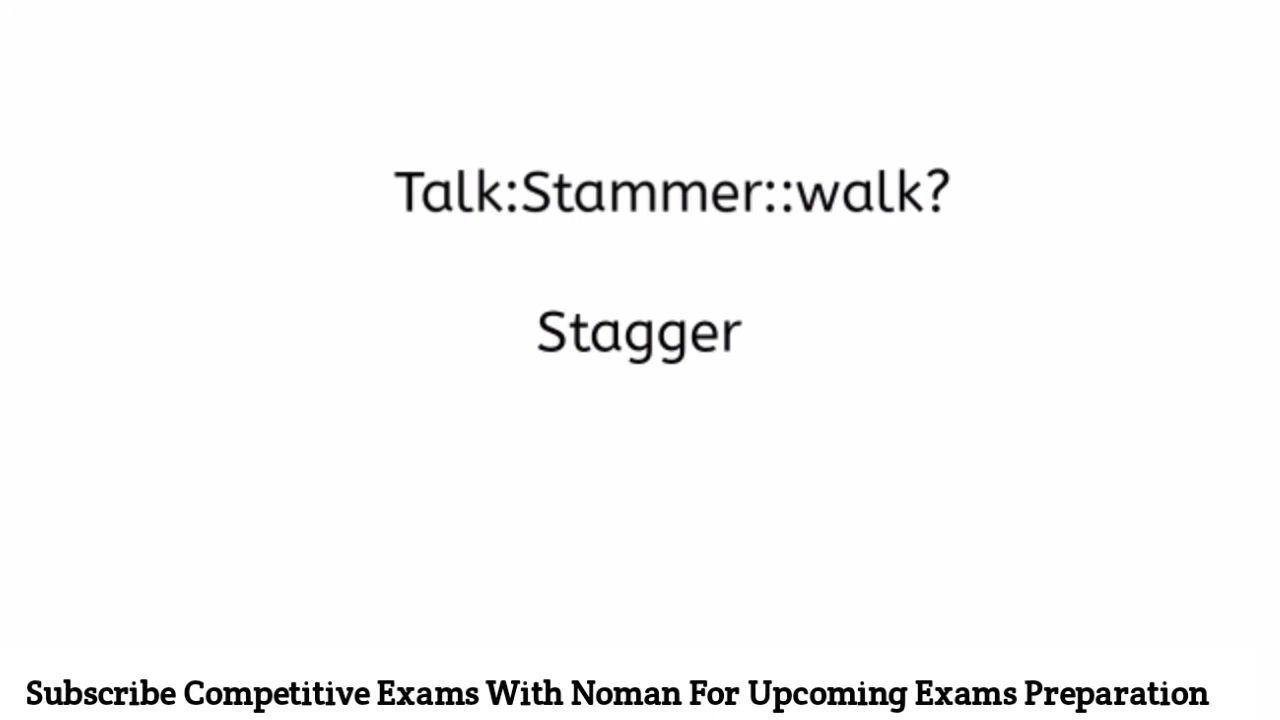 Talk:Stammer::walk?
Stagger
Subscribe Competitive Exams With Noman For Upcoming Exams Preparation